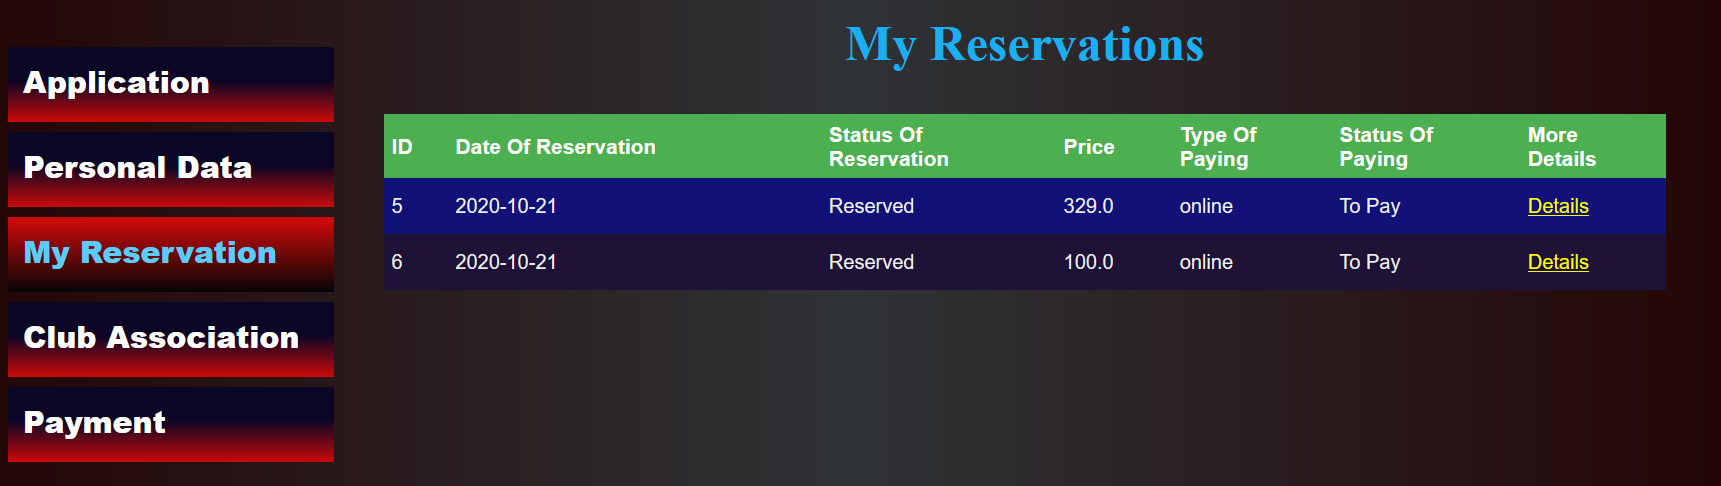 My Reservations
Application
Personal Data
My Reservation
Club Association
Payment
ID Date Of Reservation Status Of Reservation Price Type Of Paying Status Of Paying More Details
5 2020-10-21 Reserved 329.0 online To Pay Details
6 2020-10-21 Reserved 100.0 online To Pay Details